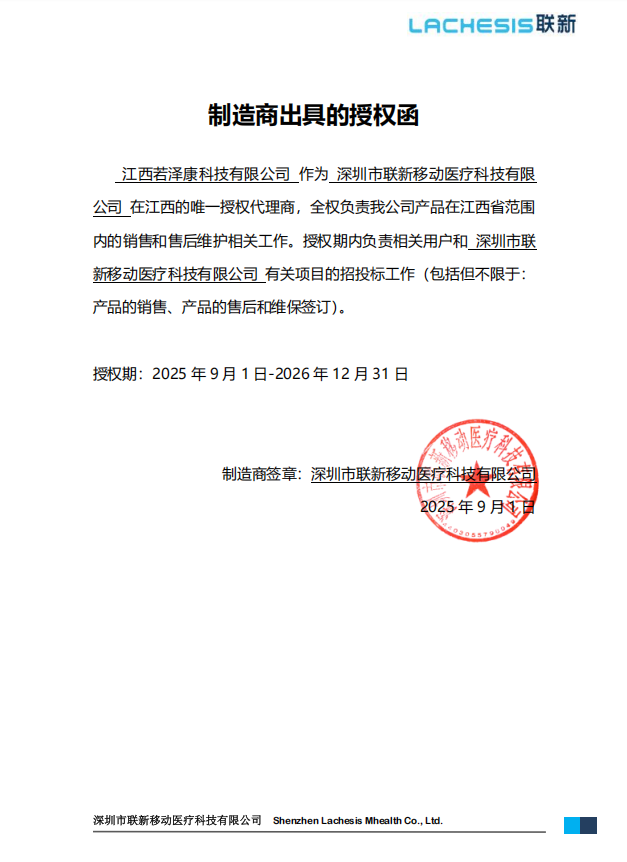 LACHESIS联新
制造商出具的授权函
江西若泽康科技有限公司 作为 深圳市联新移动医疗科技有限
公司 在江西的唯一授权代理商，全权负责我公司产品在江西省范围
内的销售和售后维护相关工作。授权期内负责相关用户和 深圳市联
新移动医疗科技有限公司 有关项目的招投标工作（包括但不限于：
产品的销售、产品的售后和维保签订）。
授权期：2025 年 9 月 1 日-2026 年 12 月 31 日
移动医疗科技有限公司
制造商签章：深圳市联新移动医疗科技有限公司
2025 年 9 月 1 日
深圳市联新移动医疗科技有限公司 Shenzhen Lachesis Mhealth Co., Ltd.